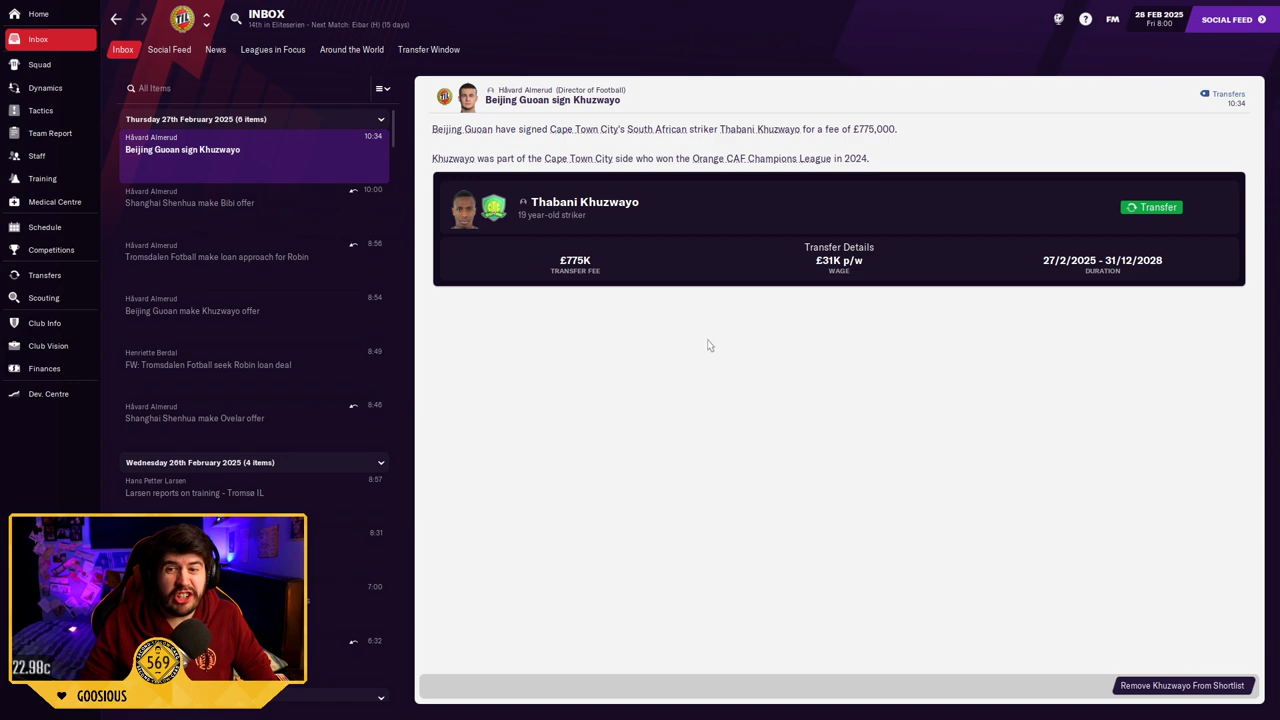 Home
Inbox
Squad
Dynamics
Tactics
Team Report
Staff
Training
Medical Centre
Schedule
Competitions
Transfers
Scouting
Club Info
Club Vision
Finances
Dev. Centre
TIL
INBOX
14th in Eliteserien - Next Match: Eibar (H) (15 days)
FM
28 FEB 2025
Fri 8:00
SOCIAL FEED
Inbox
Social Feed
News
Leagues in Focus
Around the World
Transfer Window
All Items
Thursday 27th February 2025 (6 items)
Håvard Almerud
10:34
Beijing Guoan sign Khuzwayo
Håvard Almerud
10:00
Shanghai Shenhua make Bibi offer
Håvard Almerud
8:56
Tromsdalen Fotball make loan approach for Robin
Håvard Almerud
8:54
Beijing Guoan make Khuzwayo offer
Henriette Berdal
8:49
FW: Tromsdalen Fotball seek Robin loan deal
Håvard Almerud
8:46
Shanghai Shenhua make Ovelar offer
Wednesday 26th February 2025 (4 items)
Hans Petter Larsen
8:57
Larsen reports on training - Tromsø IL
8:31
7:00
6:32
Håvard Almerud (Director of Football)
Beijing Guoan sign Khuzwayo
Transfers
10:34
Beijing Guoan have signed Cape Town City's South African striker Thabani Khuzwayo for a fee of £775,000.
Khuzwayo was part of the Cape Town City side who won the Orange CAF Champions League in 2024.
Thabani Khuzwayo
19 year-old striker
Transfer
Transfer Details
£775K
TRANSFER FEE
£31K p/w
WAGE
27/2/2025 - 31/12/2028
DURATION
Remove Khuzwayo From Shortlist
22.98c
569
GOOSIOUS